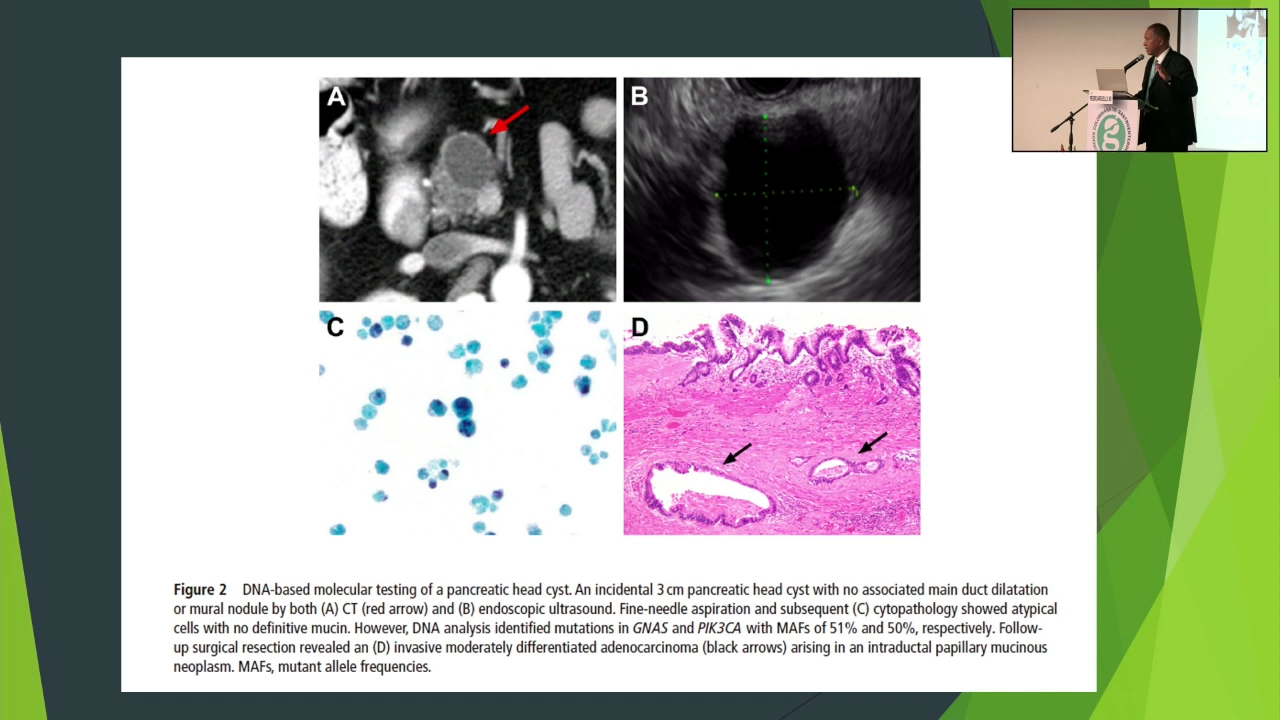 A
B
C
D
Figure 2 DNA-based molecular testing of a pancreatic head cyst. An incidental 3 cm pancreatic head cyst with no associated main duct dilatation
or mural nodule by both (A) CT (red arrow) and (B) endoscopic ultrasound. Fine-needle aspiration and subsequent (C) cytopathology showed atypical
cells with no definitive mucin. However, DNA analysis identified mutations in GNAS and PIK3CA with MAFs of 51% and 50%, respectively. Follow-
up surgical resection revealed an (D) invasive moderately differentiated adenocarcinoma (black arrows) arising in an intraductal papillary mucinous
neoplasm. MAFs, mutant allele frequencies.